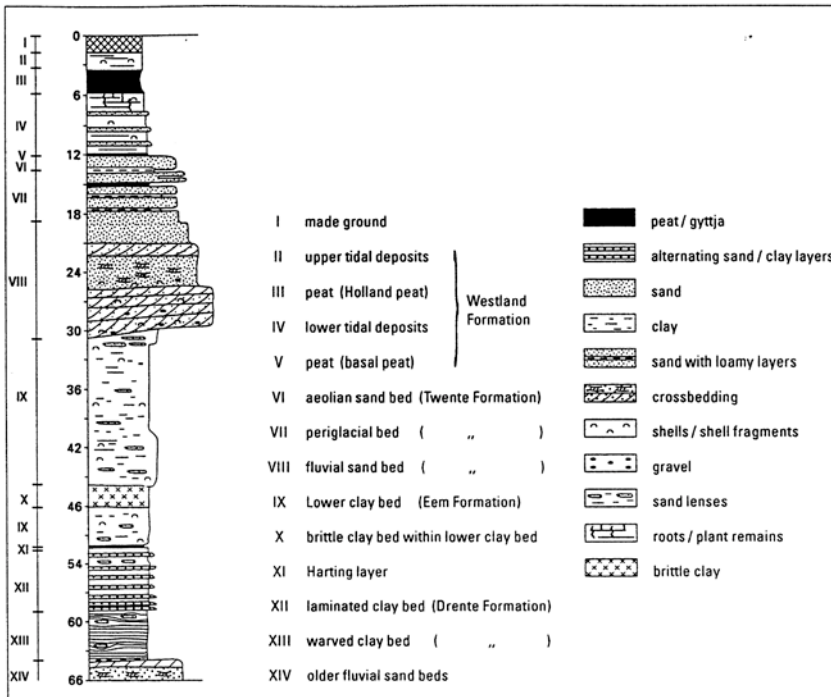 0
6
12
18
24
30
36
42
46
54
60
66
I
II
III
IV
V
VI
VII
VIII
IX
X
IX
XI
XII
XIII
XIV
I made ground
II upper tidal deposits
III peat (Holland peat)
IV lower tidal deposits
V peat (basal peat)
Westland
Formation
VI aeolian sand bed (Twente Formation)
VII periglacial bed ( „ )
VIII fluvial sand bed ( „ )
IX Lower clay bed (Eem Formation)
X brittle clay bed within lower clay bed
XI Harting layer
XII laminated clay bed (Drente Formation)
XIII warved clay bed ( „ )
XIV older fluvial sand beds
peat / gyttja
alternating sand / clay layers
sand
clay
sand with loamy layers
crossbedding
shells / shell fragments
gravel
sand lenses
roots / plant remains
brittle clay